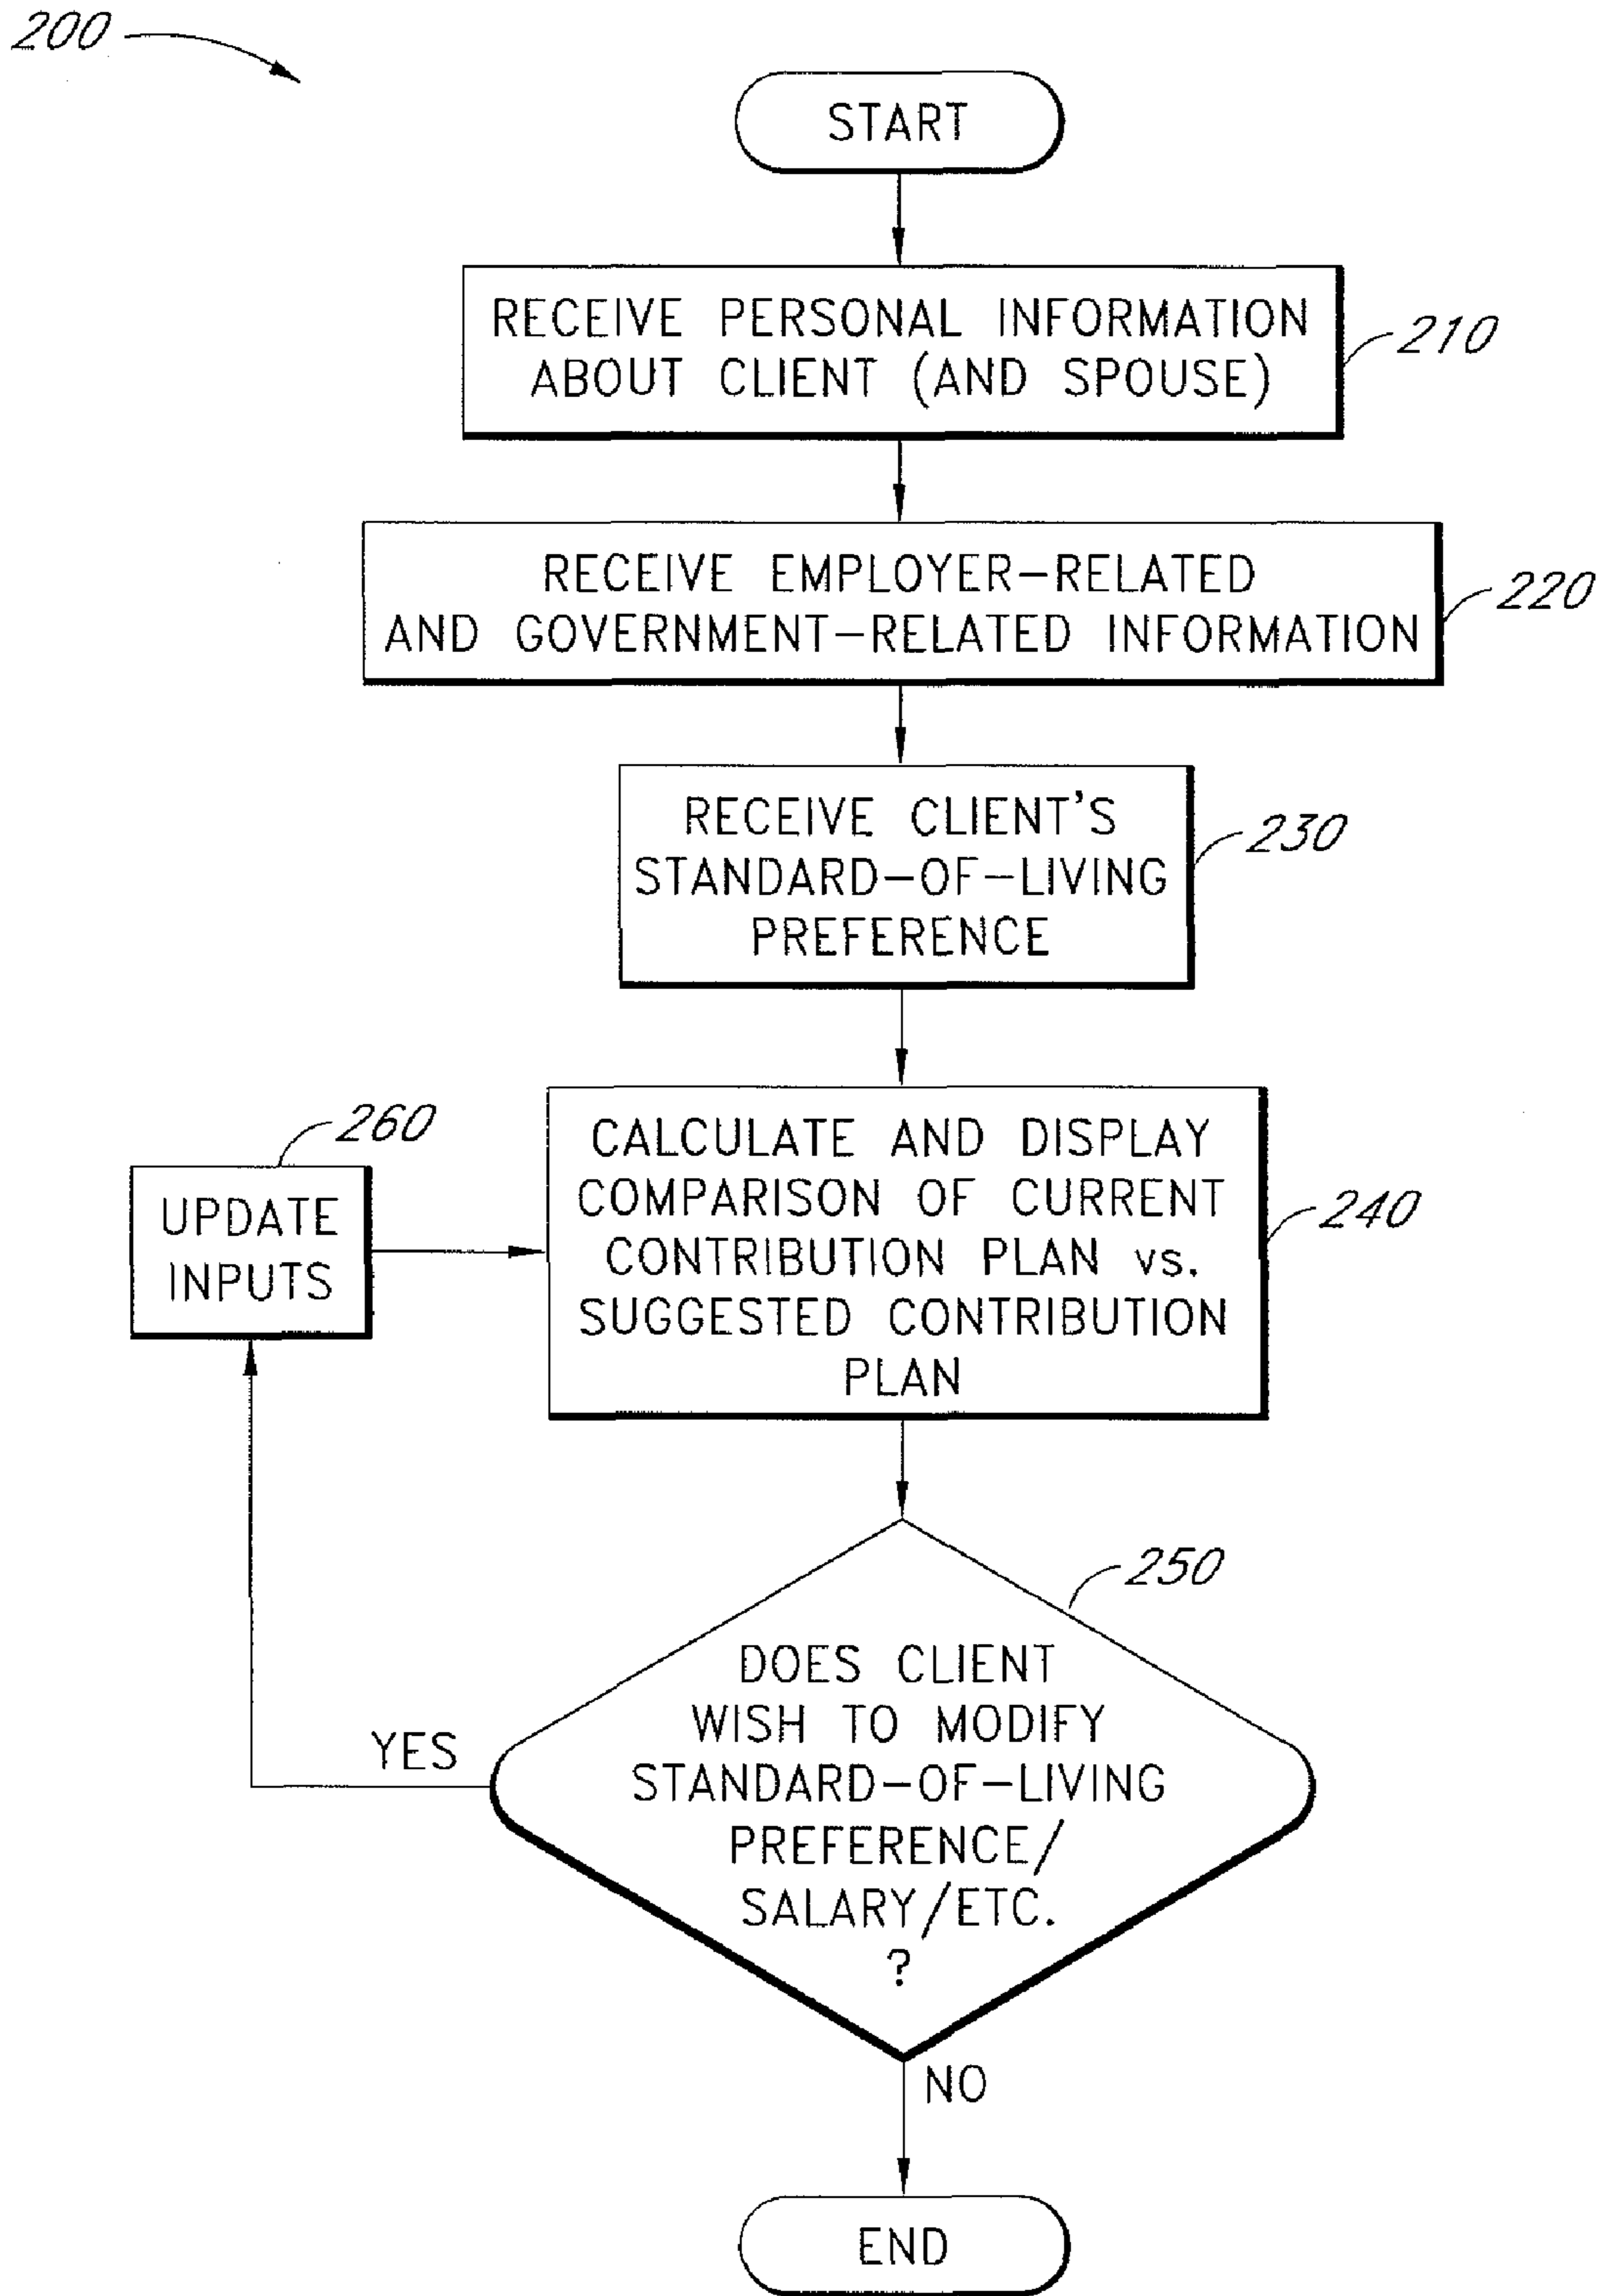 200
START
RECEIVE PERSONAL INFORMATION
ABOUT CLIENT (AND SPOUSE)
210
RECEIVE EMPLOYER-RELATED
AND GOVERNMENT-RELATED INFORMATION
220
RECEIVE CLIENT'S
STANDARD-OF-LIVING
PREFERENCE
230
260
UPDATE
INPUTS
CALCULATE AND DISPLAY
COMPARISON OF CURRENT
CONTRIBUTION PLAN vs.
SUGGESTED CONTRIBUTION
PLAN
240
250
DOES CLIENT
WISH TO MODIFY
STANDARD-OF-LIVING
PREFERENCE/
SALARY/ETC.
?
YES
NO
END